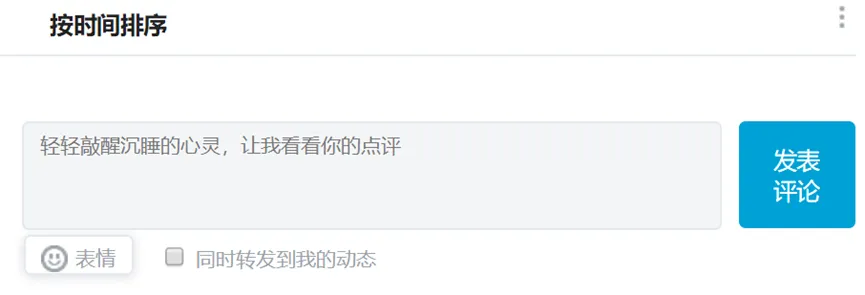 按时间排序
轻轻敲醒沉睡的心灵，让我看看你的点评
发表
评论
表情
同时转发到我的动态